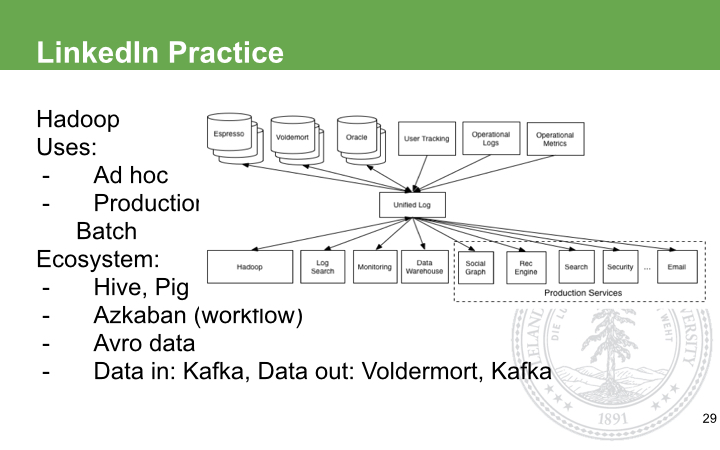 LinkedIn Practice
Hadoop
Uses:
- Ad hoc
- Production
Batch
Ecosystem:
- Hive, Pig
- Azkaban (workflow)
- Avro data
- Data in: Kafka, Data out: Voldermort, Kafka
Espresso
Voldemort
Oracle
User Tracking
Operational
Logs
Operational
Metrics
Unified Log
Hadoop
Log
Search
Monitoring
Data
Warehouse
Social
Graph
Rec
Engine
Search
Security
...
Email
Production Services
1891
29